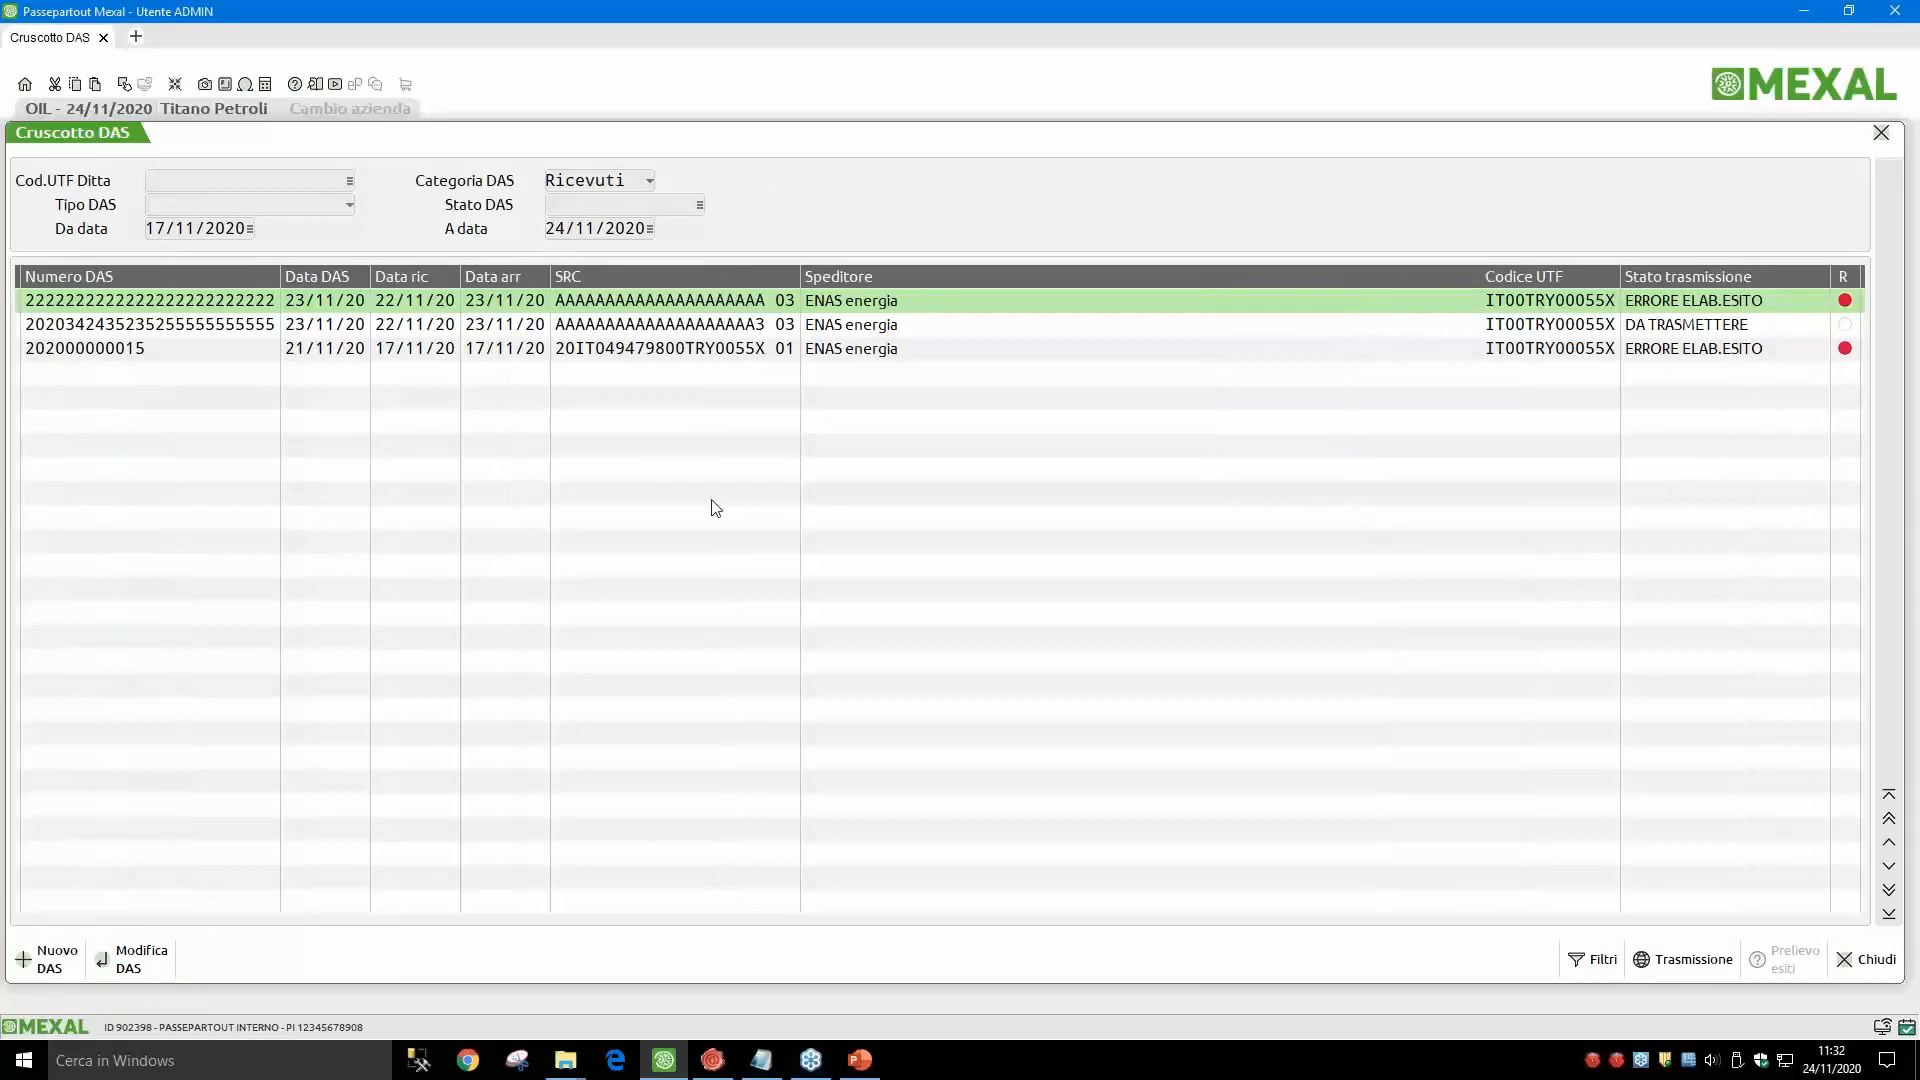 Passepartout Mexal - Utente ADMIN
Cruscotto DAS
MEXAL
OIL - 24/11/2020 Titano Petroli Cambio azienda
Cruscotto DAS
Cod.UTF Ditta Categoria DAS Ricevuti
Tipo DAS Stato DAS
Da data 17/11/2020 A data 24/11/2020
Numero DAS Data DAS Data ric Data arr SRC Speditore Codice UTF Stato trasmissione R
2222222222222222222222222 23/11/20 22/11/20 23/11/20 AAAAAAAAAAAAAAAAAAAAA 03 ENAS energia IT00TRY00055X ERRORE ELAB.ESITO
2020342435235255555555555 23/11/20 22/11/20 23/11/20 AAAAAAAAAAAAAAAAAAAA3 03 ENAS energia IT00TRY00055X DA TRASMETTERE
202000000015 21/11/20 17/11/20 17/11/20 20IT049479800TRY0055X 01 ENAS energia IT00TRY00055X ERRORE ELAB.ESITO
Nuovo DAS
Modifica DAS
Filtri
Trasmissione
Prelievo esiti
Chiudi
MEXAL ID 902398 - PASSEPARTOUT INTERNO - PI 12345678908
Cerca in Windows
11:32
24/11/2020